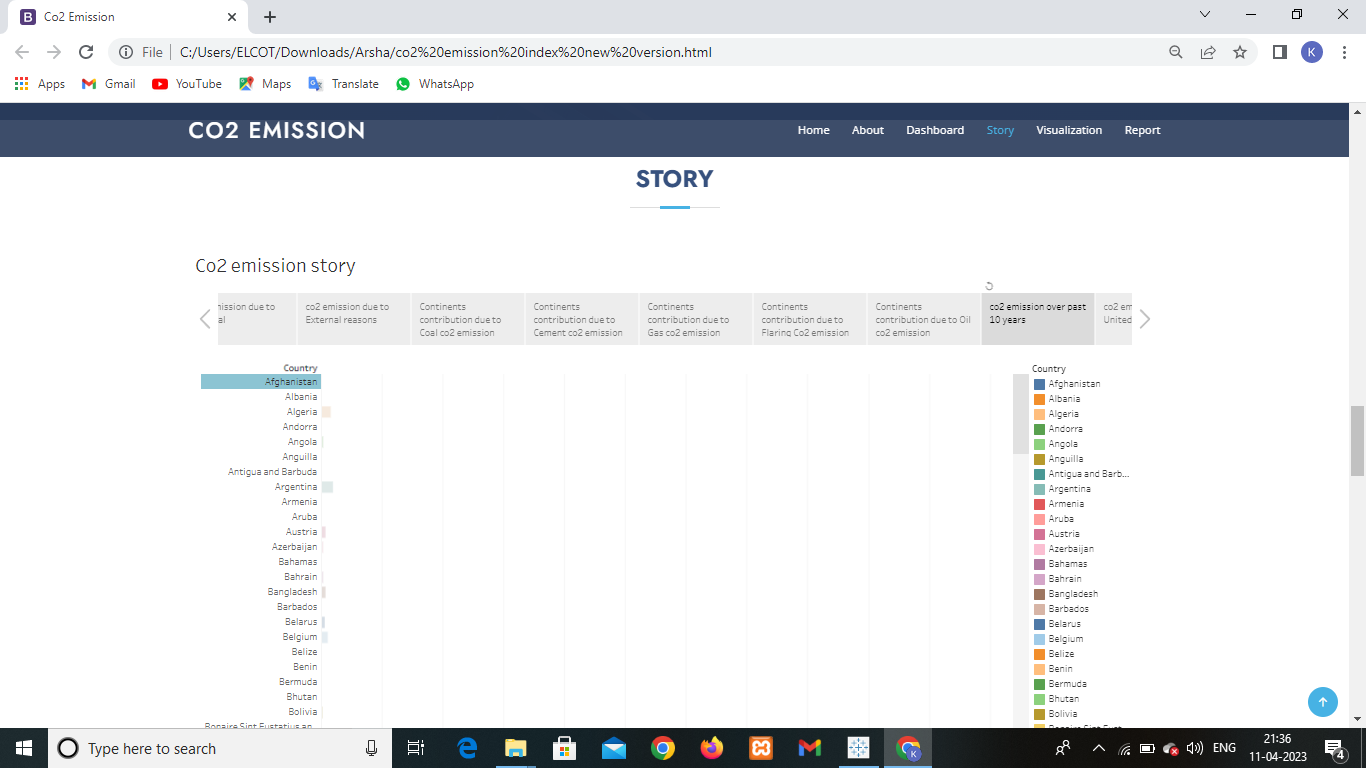 Co2 Emission
File C:/Users/ELCOT/Downloads/Arsha/co2%20emission%20index%20new%20version.html
K
Apps Gmail YouTube Maps Translate WhatsApp
CO2 EMISSION
Home About Dashboard Story Visualization Report
STORY
Co2 emission story
ission due to
al
co2 emission due to
External reasons
Continents
contribution due to
Coal co2 emission
Continents
contribution due to
Cement co2 emission
Continents
contribution due to
Gas co2 emission
Continents
contribution due to
Flaring Co2 emission
Continents
contribution due to Oil
co2 emission
co2 emission over past
10 years
co2 em
United
Country
Afghanistan
Albania
Algeria
Andorra
Angola
Anguilla
Antigua and Barbuda
Argentina
Armenia
Aruba
Austria
Azerbaijan
Bahamas
Bahrain
Bangladesh
Barbados
Belarus
Belgium
Belize
Benin
Bermuda
Bhutan
Bolivia
Bonaire Sint Eustatius an...
Country
Afghanistan
Albania
Algeria
Andorra
Angola
Anguilla
Antigua and Barb...
Argentina
Armenia
Aruba
Austria
Azerbaijan
Bahamas
Bahrain
Bangladesh
Barbados
Belarus
Belgium
Belize
Benin
Bermuda
Bhutan
Bolivia
Type here to search
ENG
21:36
11-04-2023
4